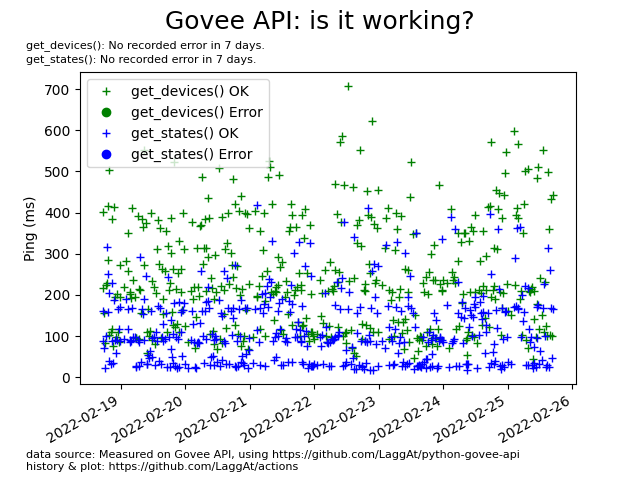 Govee API: is it working?
get_devices(): No recorded error in 7 days.
get_states(): No recorded error in 7 days.
get_devices() OK
get_devices() Error
get_states() OK
get_states() Error
Ping (ms)
700
600
500
400
300
200
100
0
2022-02-19
2022-02-20
2022-02-21
2022-02-22
2022-02-23
2022-02-24
2022-02-25
2022-02-26
data source: Measured on Govee API, using https://github.com/LaggAt/python-govee-api
history & plot: https://github.com/LaggAt/actions